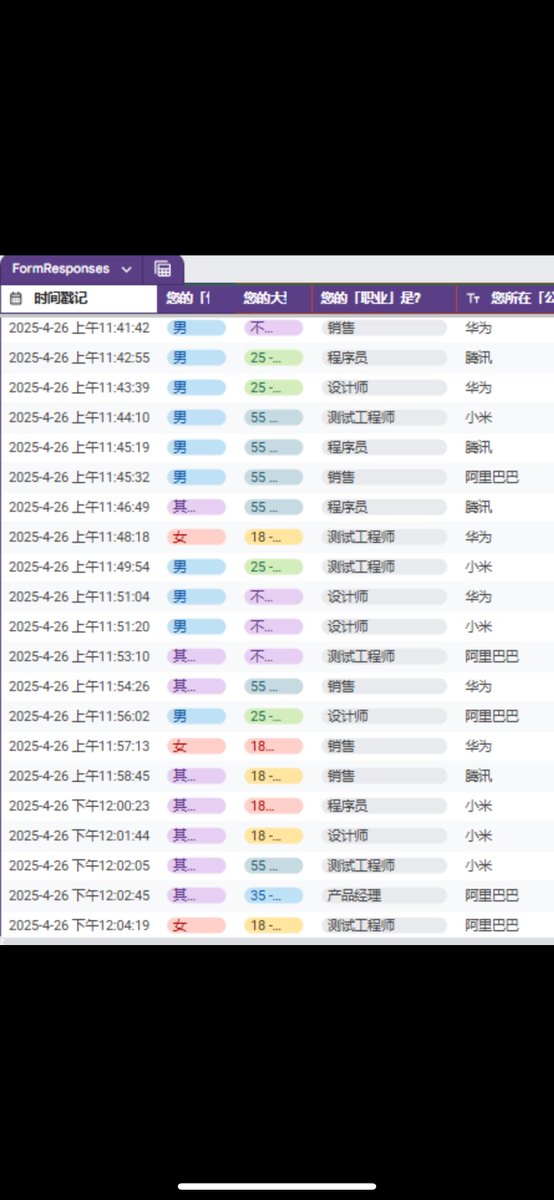 FormResponses
时间戳记 您的「 您的大 您的「职业」是? Tт 您所在「公
2025-4-26 上午11:41:42 男 不... 销售 华为
2025-4-26 上午11:42:55 男 25 -... 程序员 腾讯
2025-4-26 上午11:43:39 男 25 -... 设计师 华为
2025-4-26 上午11:44:10 男 55 ... 测试工程师 小米
2025-4-26 上午11:45:19 男 55 ... 程序员 腾讯
2025-4-26 上午11:45:32 男 55 ... 销售 阿里巴巴
2025-4-26 上午11:46:49 其... 55 ... 程序员 腾讯
2025-4-26 上午11:48:18 女 18 -... 测试工程师 华为
2025-4-26 上午11:49:54 男 25 -... 测试工程师 小米
2025-4-26 上午11:51:04 男 不... 设计师 华为
2025-4-26 上午11:51:20 男 不... 设计师 小米
2025-4-26 上午11:53:10 其... 不... 测试工程师 阿里巴巴
2025-4-26 上午11:54:26 其... 55 ... 销售 华为
2025-4-26 上午11:56:02 男 25 -... 设计师 阿里巴巴
2025-4-26 上午11:57:13 女 18... 销售 华为
2025-4-26 上午11:58:45 其... 18 -... 销售 腾讯
2025-4-26 下午12:00:23 其... 18... 程序员 小米
2025-4-26 下午12:01:44 其... 18 -... 设计师 小米
2025-4-26 下午12:02:05 其... 55 ... 测试工程师 小米
2025-4-26 下午12:02:45 其... 35 -... 产品经理 阿里巴巴
2025-4-26 下午12:04:19 女 18 -... 测试工程师 阿里巴巴